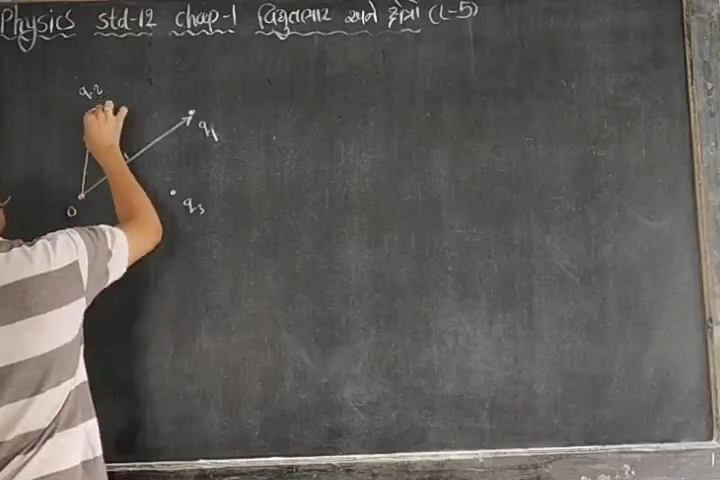 Physics std-12 chap-1 વિદ્યુતભાર અને ક્ષેત્રો (L-5)
q2
q1
q3
O